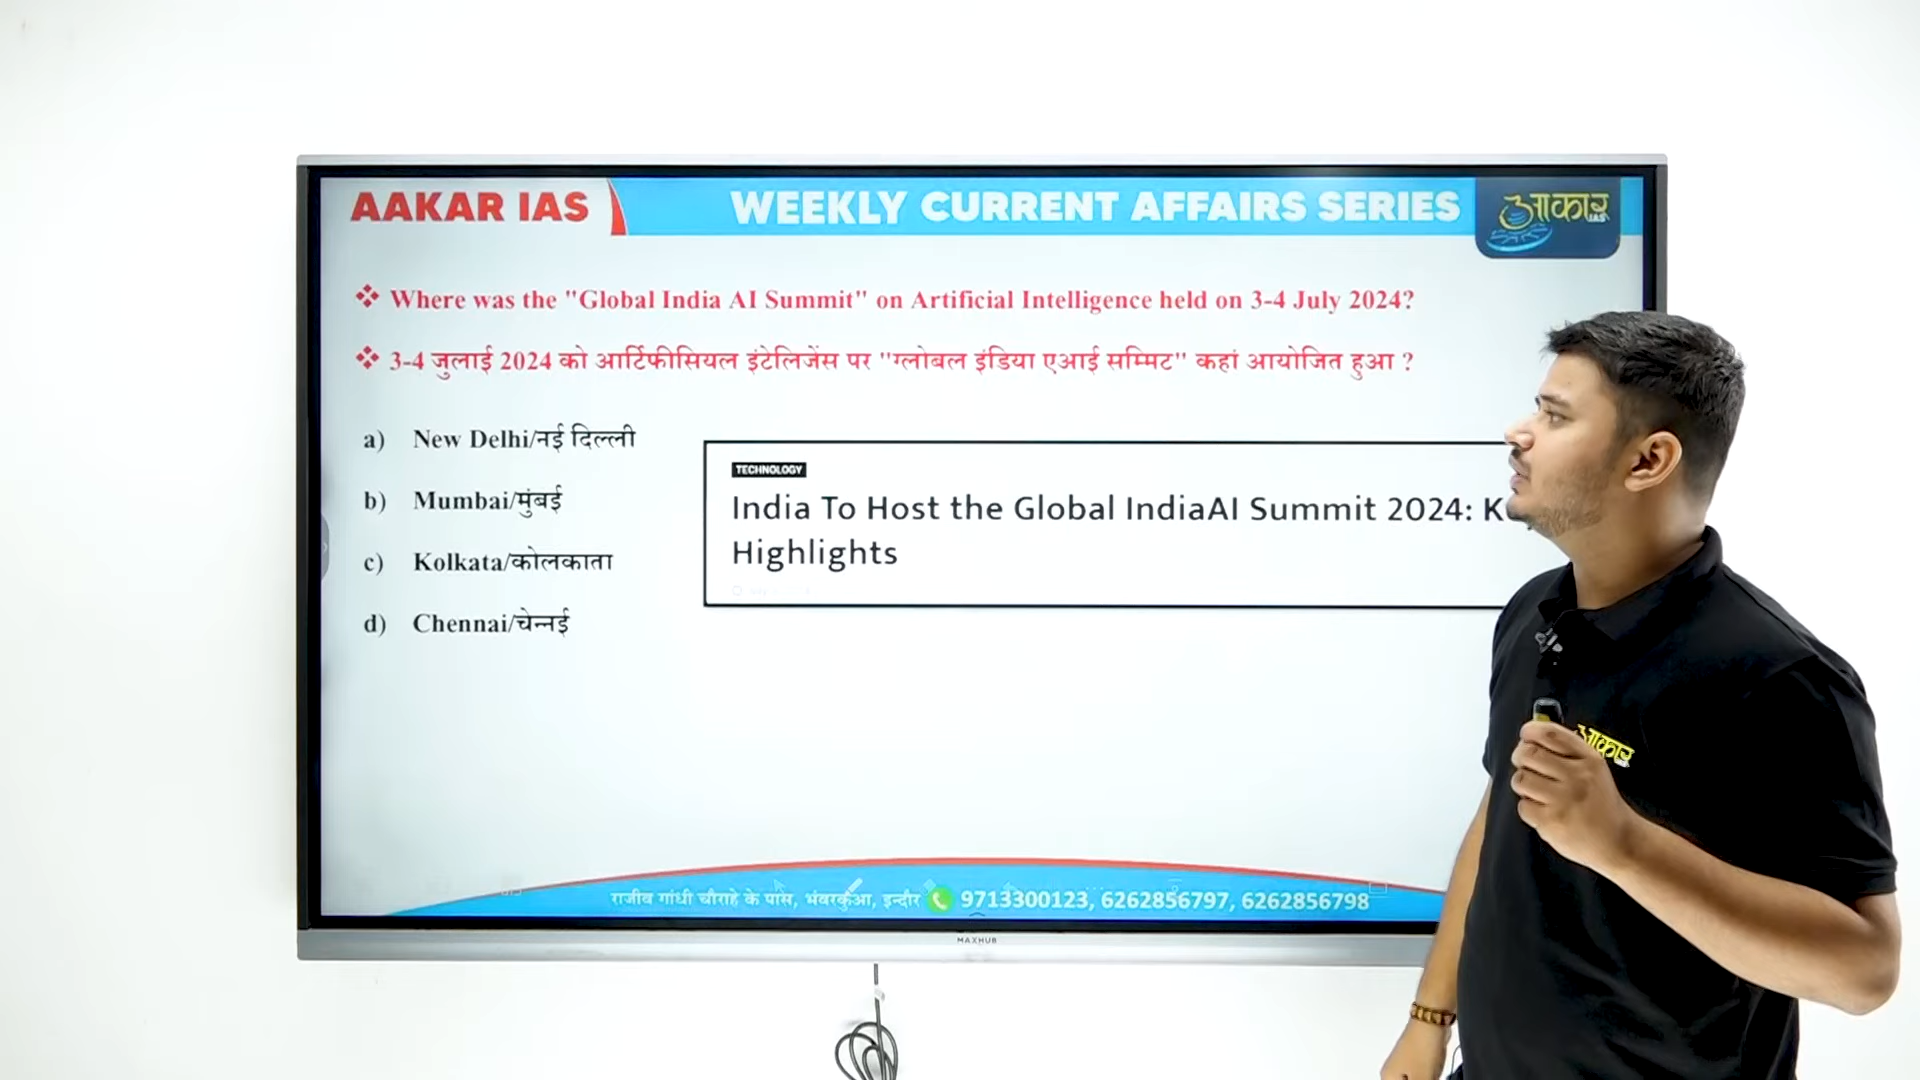 AAKAR IAS
WEEKLY CURRENT AFFAIRS SERIES
आकार
IAS
❖ Where was the "Global India AI Summit" on Artificial Intelligence held on 3-4 July 2024?
❖ 3-4 जुलाई 2024 को आर्टिफीसियल इंटेलिजेंस पर "ग्लोबल इंडिया एआई सम्मिट" कहां आयोजित हुआ ?
a) New Delhi/नई दिल्ली
b) Mumbai/मुंबई
c) Kolkata/कोलकाता
d) Chennai/चेन्नई
TECHNOLOGY
India To Host the Global IndiaAI Summit 2024:
Highlights
आकार
राजीव गांधी चौराहे के पास, भंवरकुँआ, इन्दौर 9713300123, 6262856797, 6262856798
MAXHUB